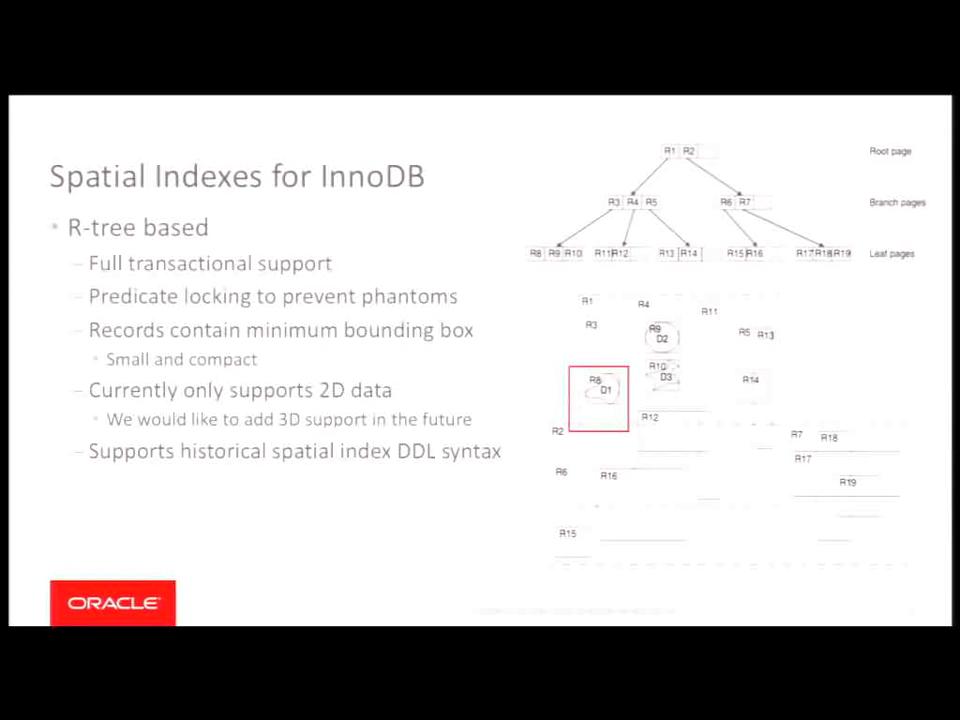 Spatial Indexes for InnoDB
• R-tree based
– Full transactional support
– Predicate locking to prevent phantoms
– Records contain minimum bounding box
• Small and compact
– Currently only supports 2D data
• We would like to add 3D support in the future
– Supports historical spatial index DDL syntax
R1 R2
Root page
R3 R4 R5
R6 R7
Branch pages
R8 R9 R10
R11 R12
R13 R14
R15 R16
R17 R18 R19
Leaf pages
R1
R4
R11
R3
R9
D2
R5
R13
R10
D3
R8
D1
R14
R12
R2
R7
R18
R17
R6
R16
R19
R15
ORACLE